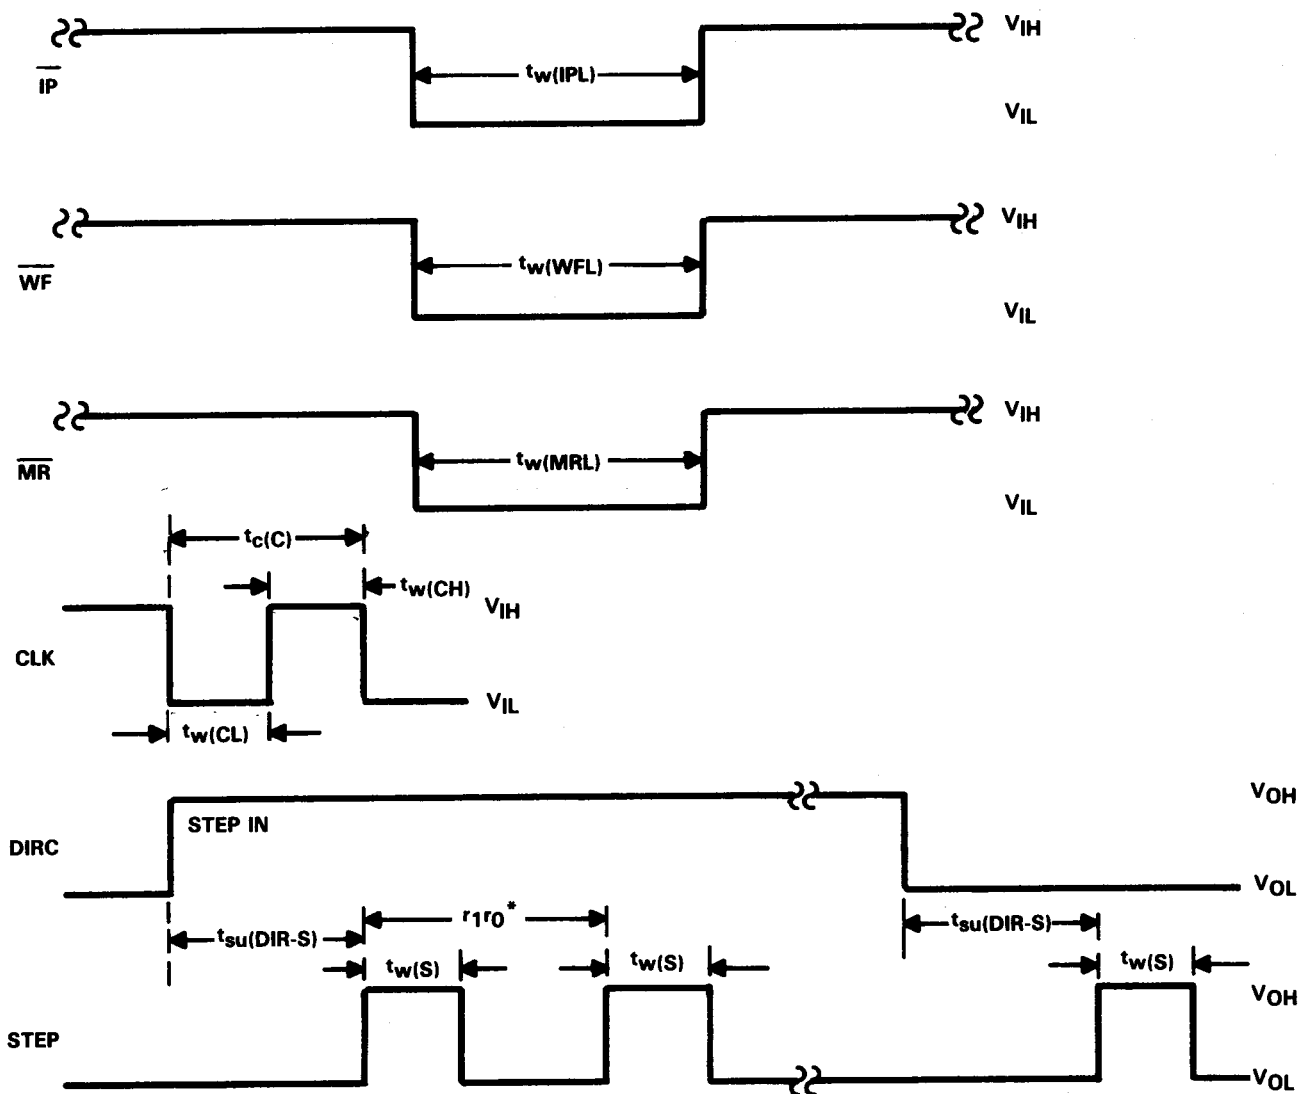 VIH
IP
tw(IPL)
VIL
VIH
WF
tw(WFL)
VIL
VIH
MR
tw(MRL)
VIL
tc(C)
tw(CH)
VIH
CLK
VIL
tw(CL)
VOH
STEP IN
DIRC
VOL
r1r0*
tsu(DIR-S)
tsu(DIR-S)
tw(S)
tw(S)
tw(S)
VOH
STEP
VOL